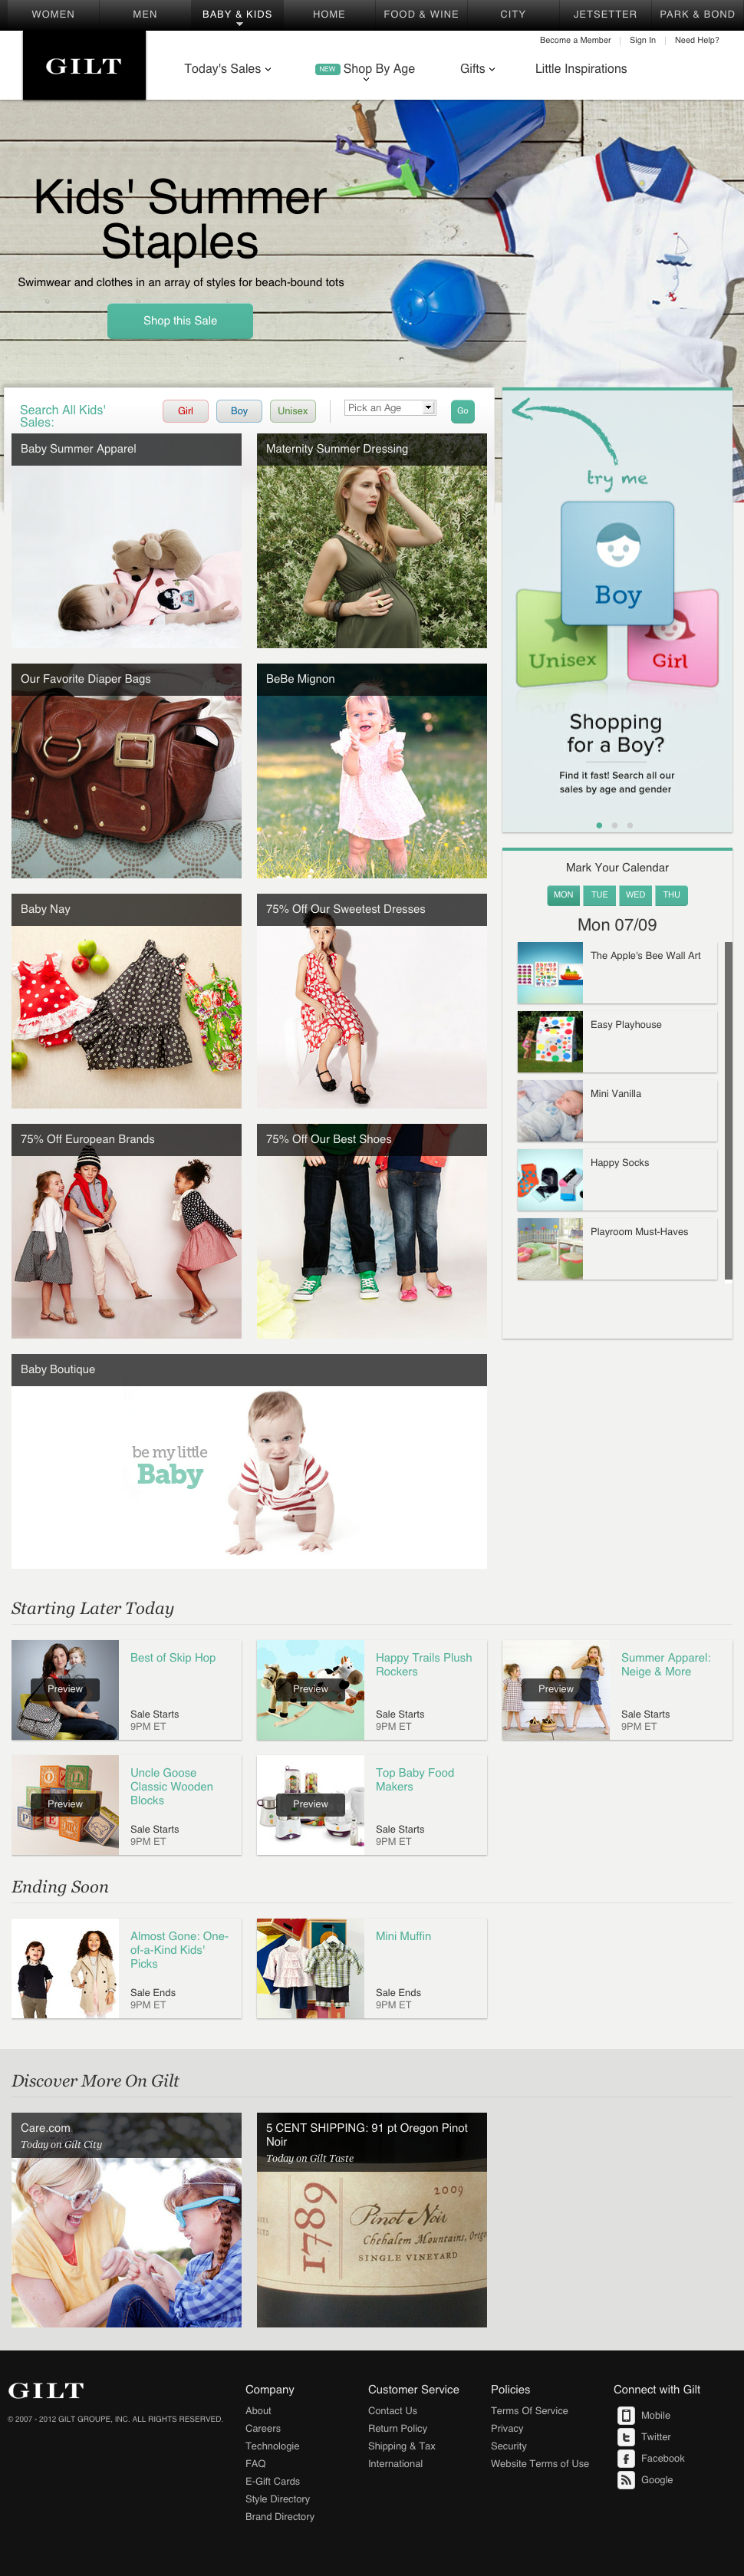 WOMEN
MEN
BABY & KIDS
HOME
FOOD & WINE
CITY
JETSETTER
PARK & BOND
Become a Member
Sign In
Need Help?
GILT
Today's Sales
NEW Shop By Age
Gifts
Little Inspirations
Kids' Summer
Staples
Swimwear and clothes in an array of styles for beach-bound tots
Shop this Sale
Search All Kids'
Sales:
Girl
Boy
Unisex
Pick an Age
Go
try me
Boy
Unisex
Girl
Shopping
for a Boy?
Find it fast! Search all our
sales by age and gender
Baby Summer Apparel
Maternity Summer Dressing
Our Favorite Diaper Bags
BeBe Mignon
Baby Nay
75% Off Our Sweetest Dresses
75% Off European Brands
75% Off Our Best Shoes
Baby Boutique
be my little
Baby
Mark Your Calendar
MON
TUE
WED
THU
Mon 07/09
The Apple's Bee Wall Art
Easy Playhouse
Mini Vanilla
Happy Socks
Playroom Must-Haves
Starting Later Today
Preview
Best of Skip Hop
Sale Starts
9PM ET
Preview
Happy Trails Plush
Rockers
Sale Starts
9PM ET
Preview
Summer Apparel:
Neige & More
Sale Starts
9PM ET
Preview
Uncle Goose
Classic Wooden
Blocks
Sale Starts
9PM ET
Preview
Top Baby Food
Makers
Sale Starts
9PM ET
Ending Soon
Almost Gone: One-
of-a-Kind Kids'
Picks
Sale Ends
9PM ET
Mini Muffin
Sale Ends
9PM ET
Discover More On Gilt
Care.com
Today on Gilt City
5 CENT SHIPPING: 91 pt Oregon Pinot
Noir
Today on Gilt Taste
1789
2009
Pinot Noir
Chehalem Mountains,
SINGLE VINEYARD
GILT
© 2007 - 2012 GILT GROUPE, INC. ALL RIGHTS RESERVED.
Company
About
Careers
Technologie
FAQ
E-Gift Cards
Style Directory
Brand Directory
Customer Service
Contact Us
Return Policy
Shipping & Tax
International
Policies
Terms Of Service
Privacy
Security
Website Terms of Use
Connect with Gilt
Mobile
Twitter
Facebook
Google